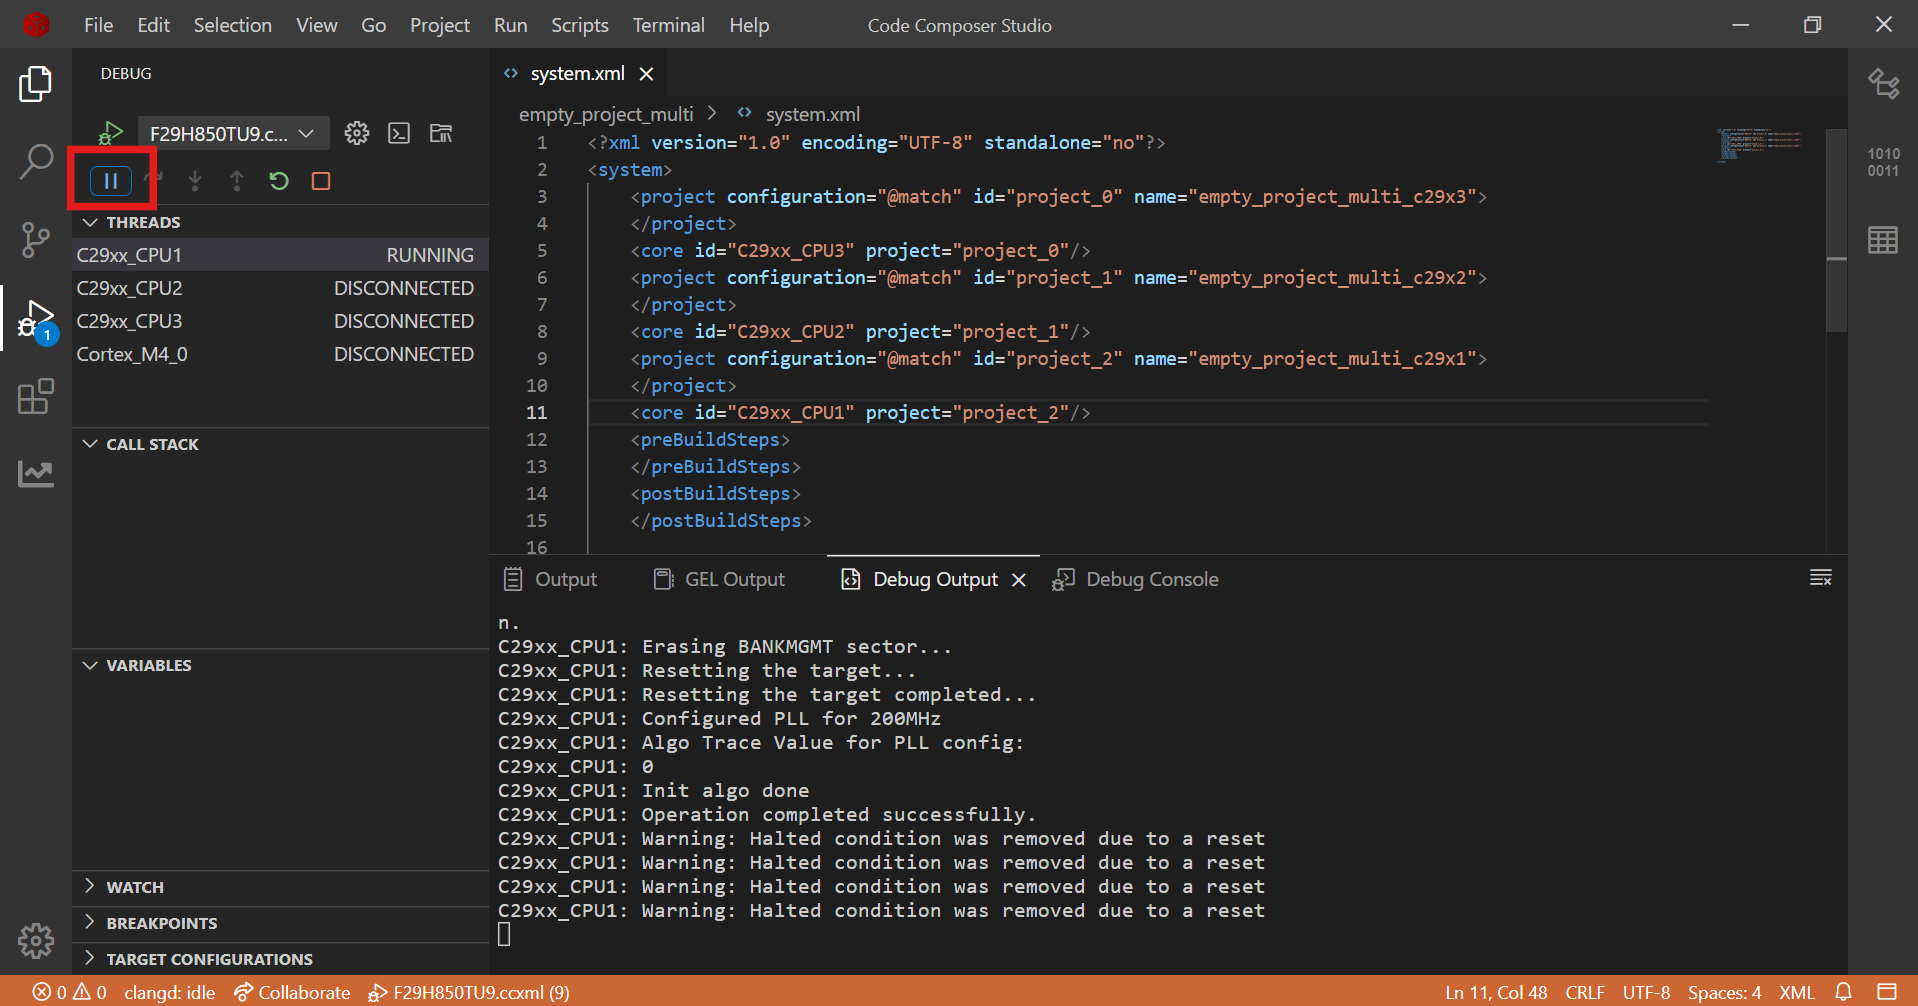 File Edit Selection View Go Project Run Scripts Terminal Help Code Composer Studio
DEBUG
F29H850TU9.c...
THREADS
C29xx_CPU1 RUNNING
C29xx_CPU2 DISCONNECTED
C29xx_CPU3 DISCONNECTED
Cortex_M4_0 DISCONNECTED
CALL STACK
VARIABLES
WATCH
BREAKPOINTS
TARGET CONFIGURATIONS
1
system.xml
empty_project_multi > system.xml
1 <?xml version="1.0" encoding="UTF-8" standalone="no"?>
2 <system>
3 <project configuration="@match" id="project_0" name="empty_project_multi_c29x3">
4 </project>
5 <core id="C29xx_CPU3" project="project_0"/>
6 <project configuration="@match" id="project_1" name="empty_project_multi_c29x2">
7 </project>
8 <core id="C29xx_CPU2" project="project_1"/>
9 <project configuration="@match" id="project_2" name="empty_project_multi_c29x1">
10 </project>
11 <core id="C29xx_CPU1" project="project_2"/>
12 <preBuildSteps>
13 </preBuildSteps>
14 <postBuildSteps>
15 </postBuildSteps>
16
1010
0011
Output GEL Output Debug Output Debug Console
n.
C29xx_CPU1: Erasing BANKMGMT sector...
C29xx_CPU1: Resetting the target...
C29xx_CPU1: Resetting the target completed...
C29xx_CPU1: Configured PLL for 200MHz
C29xx_CPU1: Algo Trace Value for PLL config:
C29xx_CPU1: 0
C29xx_CPU1: Init algo done
C29xx_CPU1: Operation completed successfully.
C29xx_CPU1: Warning: Halted condition was removed due to a reset
C29xx_CPU1: Warning: Halted condition was removed due to a reset
C29xx_CPU1: Warning: Halted condition was removed due to a reset
C29xx_CPU1: Warning: Halted condition was removed due to a reset
0 0 clangd: idle Collaborate F29H850TU9.ccxml (9) Ln 11, Col 48 CRLF UTF-8 Spaces: 4 XML